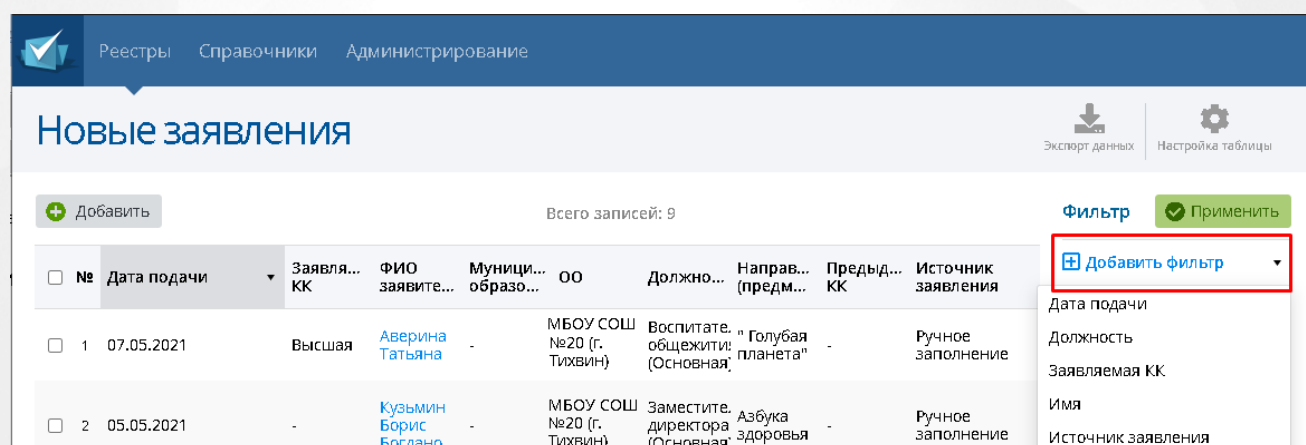 Реестры Справочники Администрирование
Новые заявления
Экспорт данных Настройка таблицы
Добавить Всего записей: 9 Фильтр Применить
Добавить фильтр
№ Дата подачи Заявля... КК ФИО заявите... Муници... образо... ОО Должно... Направ... (предм... Предыд... КК Источник заявления
1 07.05.2021 Высшая Аверина Татьяна - МБОУ СОШ №20 (г. Тихвин) Воспитате. общежити (Основная) " Голубая планета" - Ручное заполнение
2 05.05.2021 - Кузьмин Борис Богдано - МБОУ СОШ №20 (г. Тихвин) Заместите. директора (Основная) Азбука здоровья - Ручное заполнение
Дата подачи
Должность
Заявляемая КК
Имя
Источник заявления